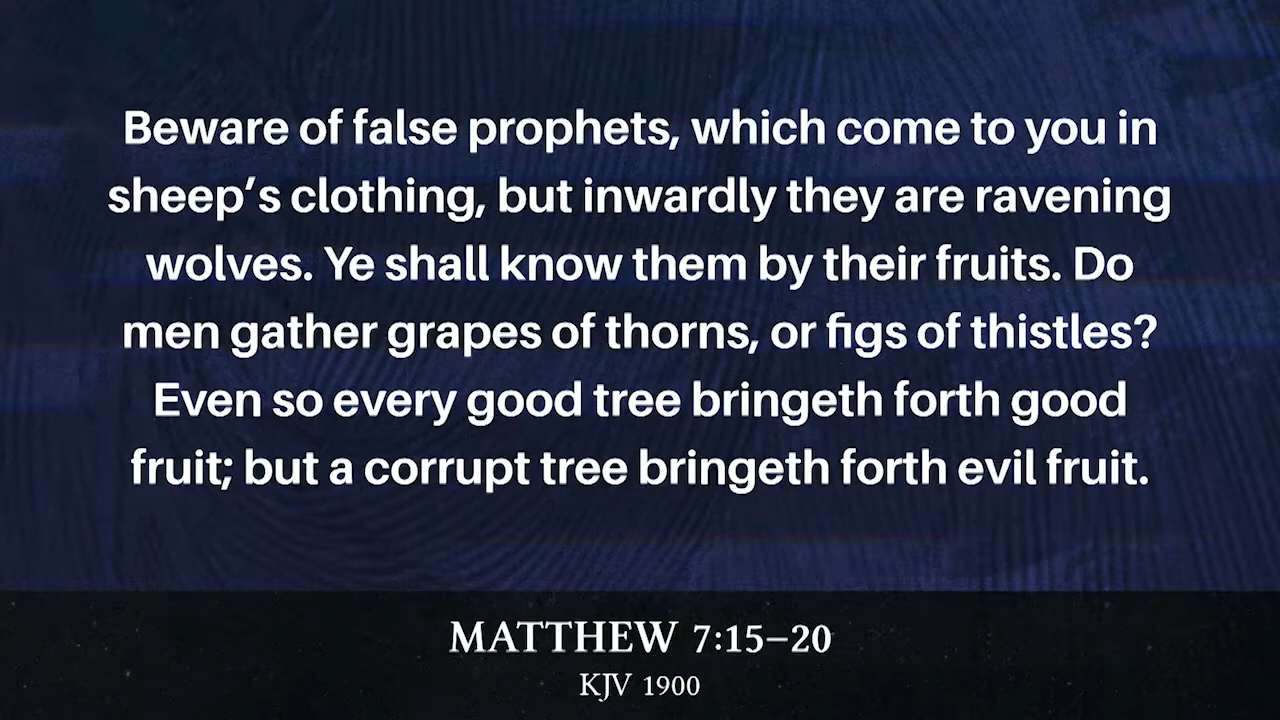 Beware of false prophets, which come to you in
sheep’s clothing, but inwardly they are ravening
wolves. Ye shall know them by their fruits. Do
men gather grapes of thorns, or figs of thistles?
Even so every good tree bringeth forth good
fruit; but a corrupt tree bringeth forth evil fruit.
MATTHEW 7:15–20
KJV 1900